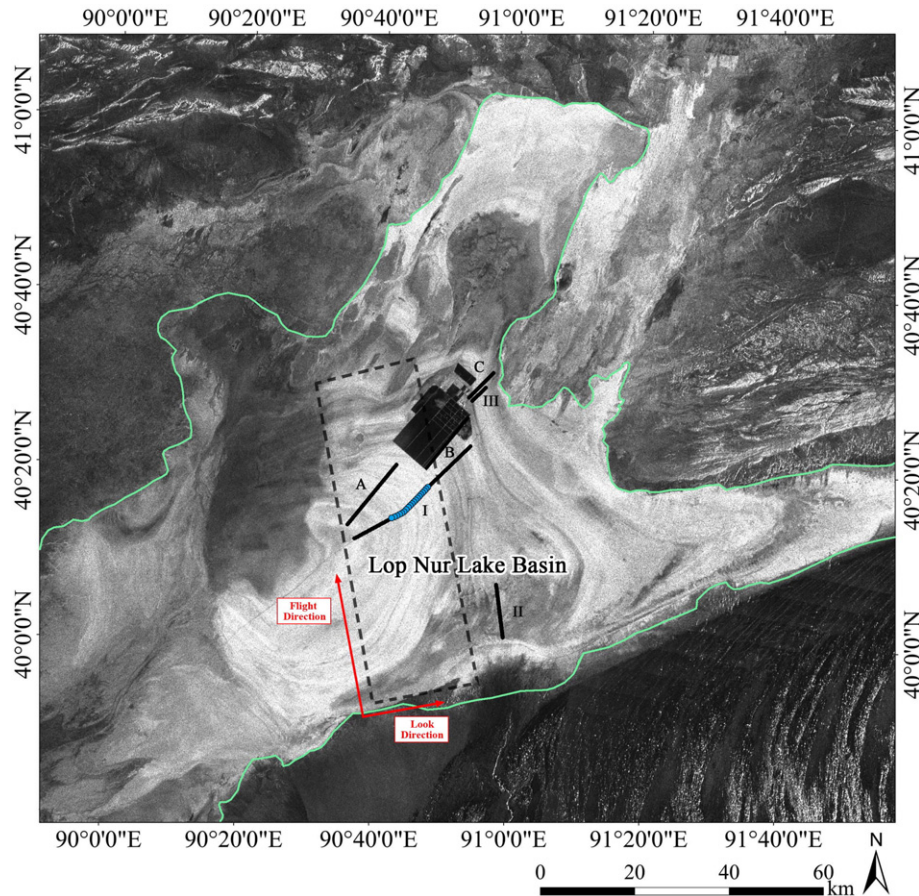 90°0'0"E 90°20'0"E 90°40'0"E 91°0'0"E 91°20'0"E 91°40'0"E
41°0'0"N
41°0'0"N
40°40'0"N
40°40'0"N
C
III
40°20'0"N
B
A
40°20'0"N
I
Lop Nur Lake Basin
Flight
Direction
II
40°0'0"N
40°0'0"N
Look
Direction
90°0'0"E 90°20'0"E 90°40'0"E 91°0'0"E 91°20'0"E 91°40'0"E
N
0 20 40 60
km